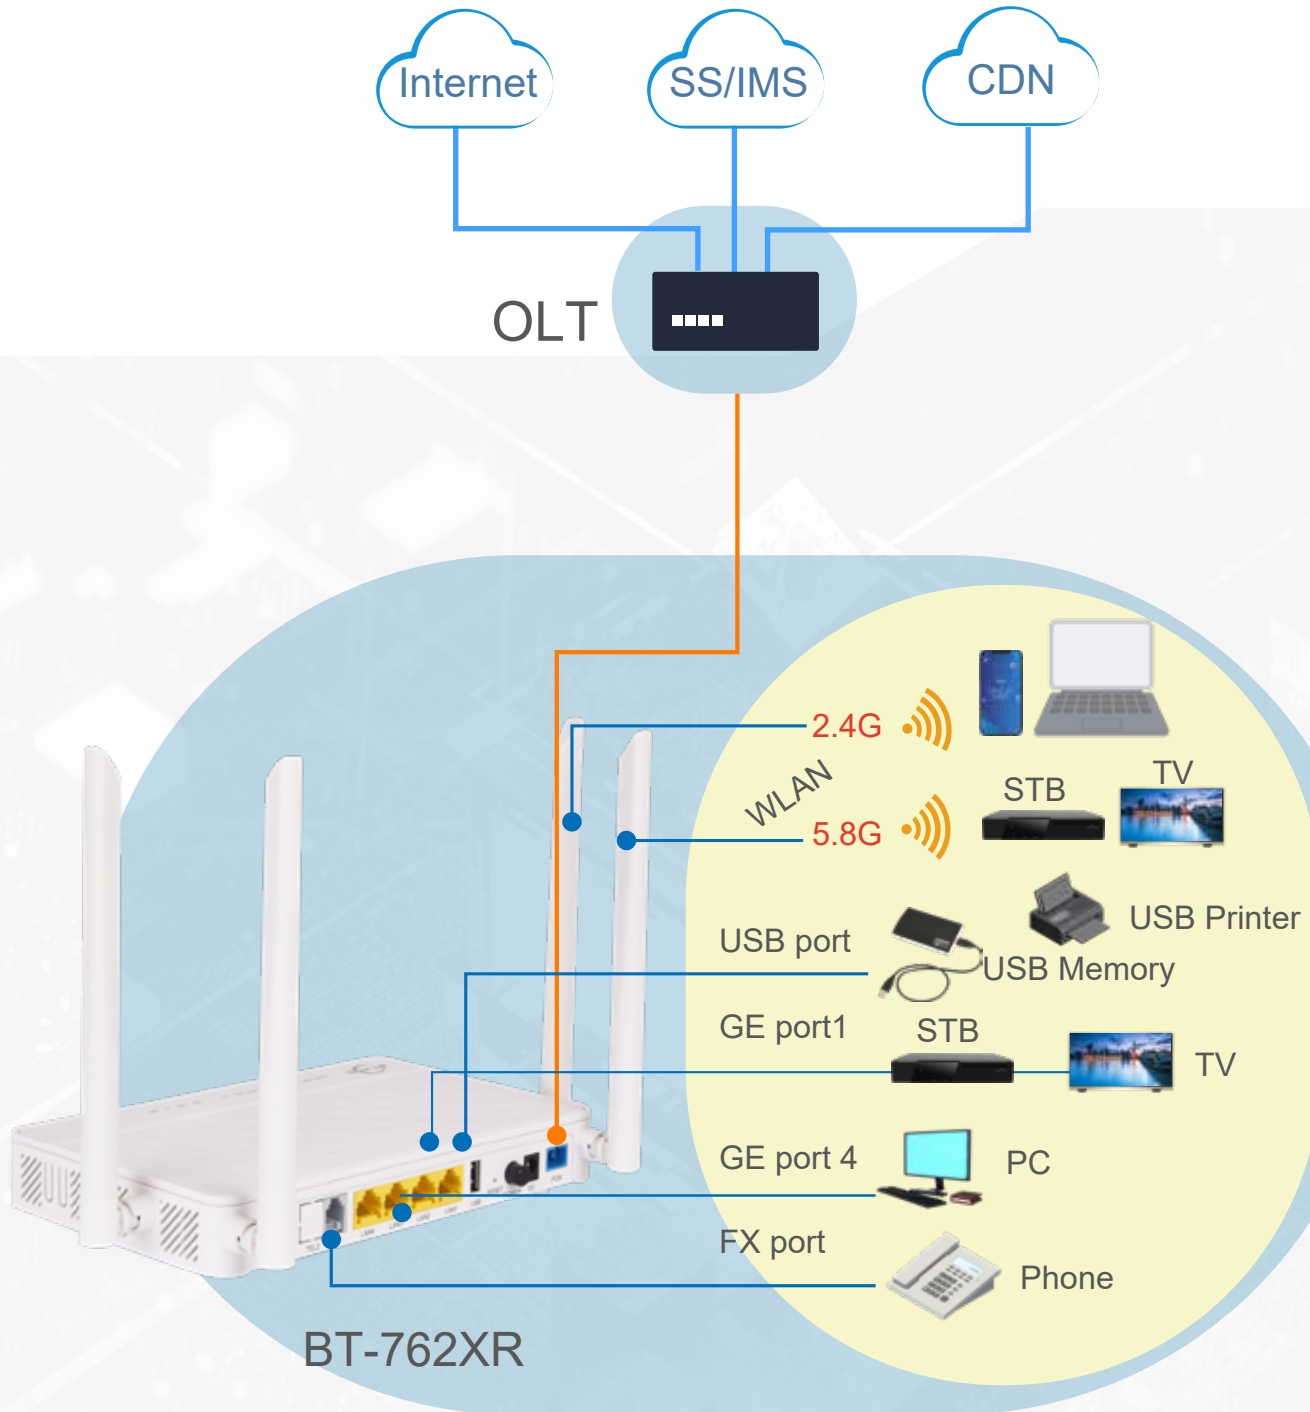 Internet
SS/IMS
CDN
OLT
2.4G
WLAN
5.8G
STB
TV
USB Printer
USB port
USB Memory
GE port1
STB
TV
GE port 4
PC
FX port
Phone
BT-762XR